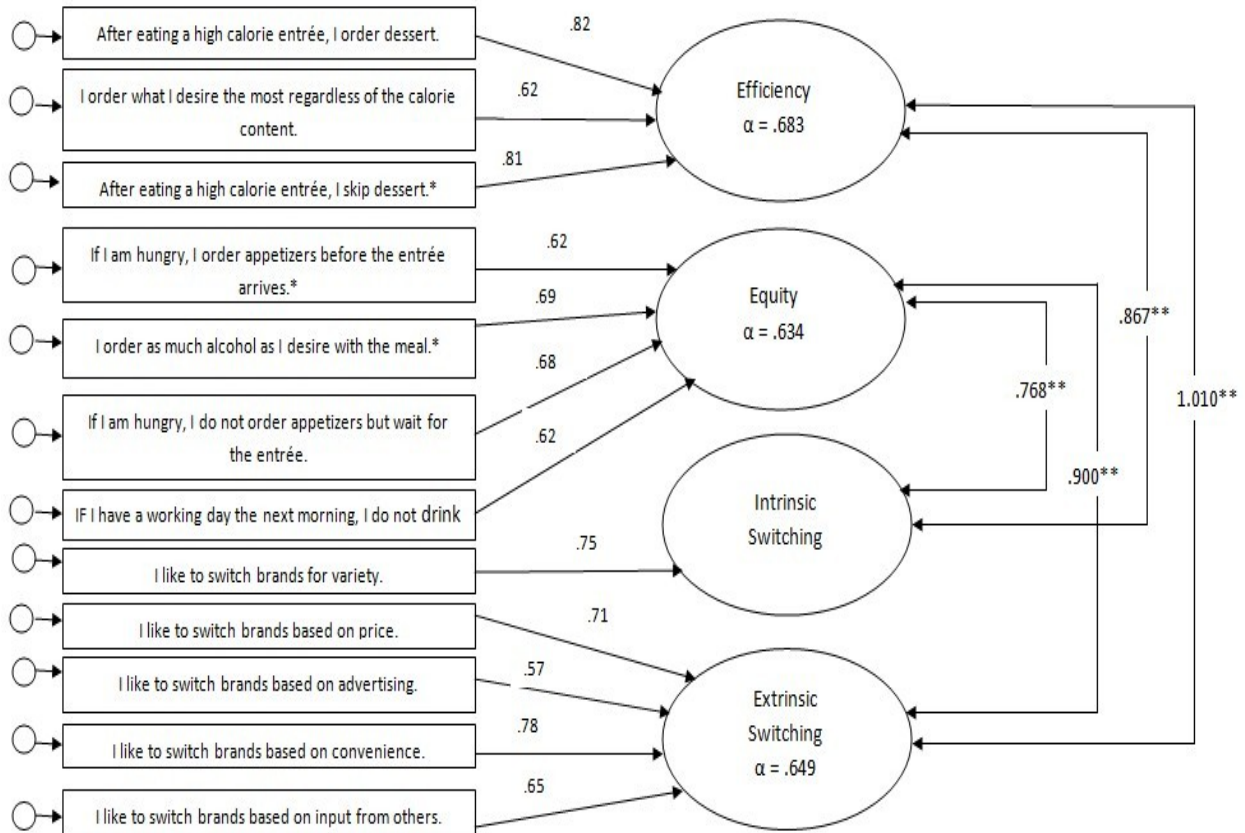 After eating a high calorie entrée, I order dessert.
.82
I order what I desire the most regardless of the calorie
content.
.62
After eating a high calorie entrée, I skip dessert.*
.81
Efficiency
α = .683
If I am hungry, I order appetizers before the entrée
arrives.*
.62
I order as much alcohol as I desire with the meal.*
.69
If I am hungry, I do not order appetizers but wait for
the entrée.
.68
IF I have a working day the next morning, I do not drink
.62
Equity
α = .634
I like to switch brands for variety.
.75
Intrinsic
Switching
I like to switch brands based on price.
.71
I like to switch brands based on advertising.
.57
I like to switch brands based on convenience.
.78
I like to switch brands based on input from others.
.65
Extrinsic
Switching
α = .649
.768**
.900**
.867**
1.010**